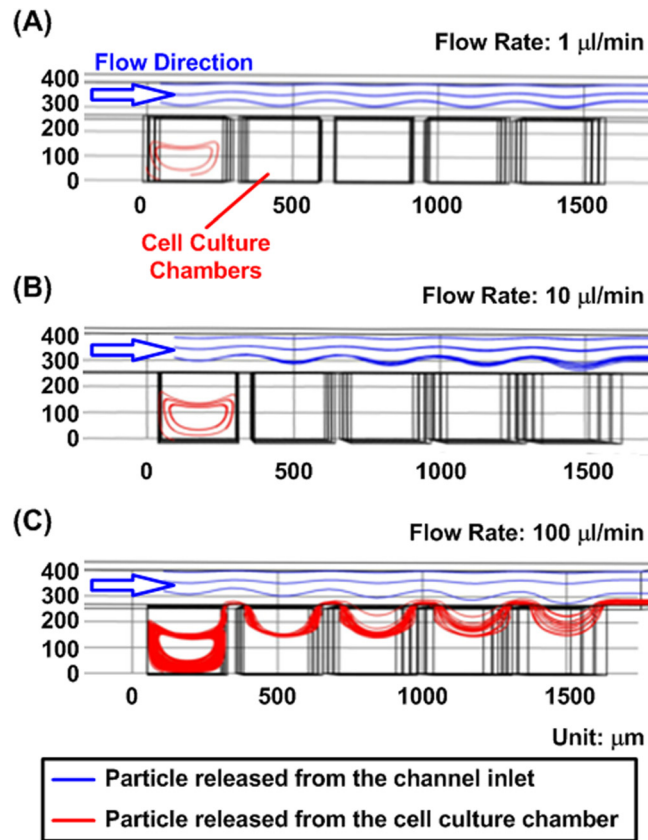 (A)
Flow Rate: 1 μl/min
Flow Direction
400
300
200
100
0
0 500 1000 1500
Cell Culture
Chambers
(B)
Flow Rate: 10 μl/min
400
300
200
100
0
0 500 1000 1500
(C)
Flow Rate: 100 μl/min
400
300
200
100
0
0 500 1000 1500
Unit: μm
Particle released from the channel inlet
Particle released from the cell culture chamber